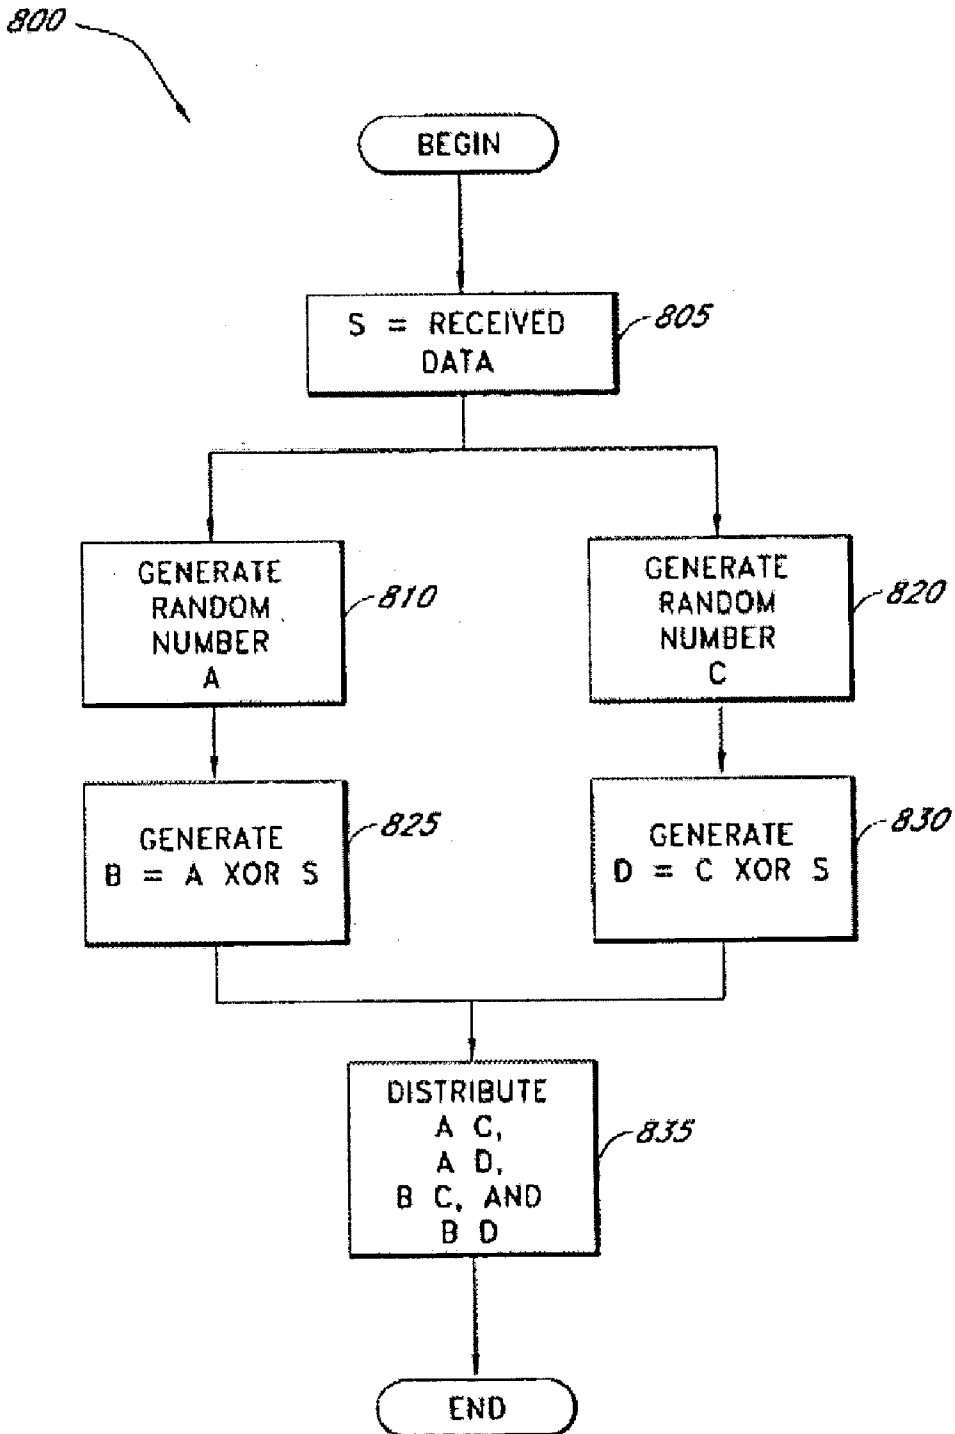 800
BEGIN
S = RECEIVED
DATA
805
GENERATE
RANDOM
NUMBER
A
810
GENERATE
RANDOM
NUMBER
C
820
GENERATE
B = A XOR S
825
GENERATE
D = C XOR S
830
DISTRIBUTE
A C,
A D,
B C, AND
B D
835
END